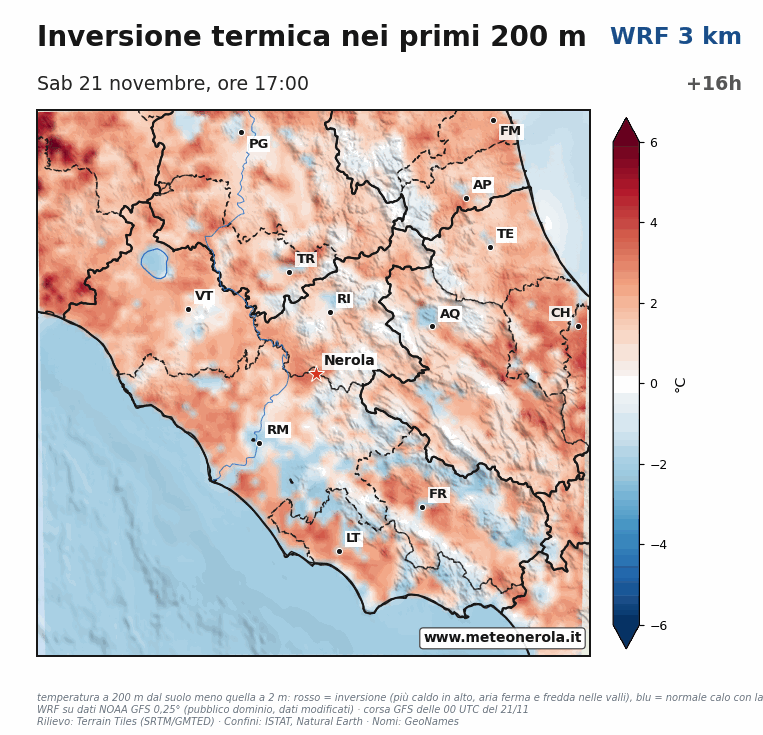 Inversione termica nei primi 200 m WRF 3 km
Sab 21 novembre, ore 17:00 +16h
FM
PG
AP
TE
TR
VT
RI
AQ
CH
Nerola
RM
FR
LT
www.meteonerola.it
6
4
2
0
−2
−4
−6
°C
temperatura a 200 m dal suolo meno quella a 2 m: rosso = inversione (più caldo in alto, aria ferma e fredda nelle valli), blu = normale calo con la
WRF su dati NOAA GFS 0,25° (pubblico dominio, dati modificati) · corsa GFS delle 00 UTC del 21/11
Rilievo: Terrain Tiles (SRTM/GMTED) · Confini: ISTAT, Natural Earth · Nomi: GeoNames